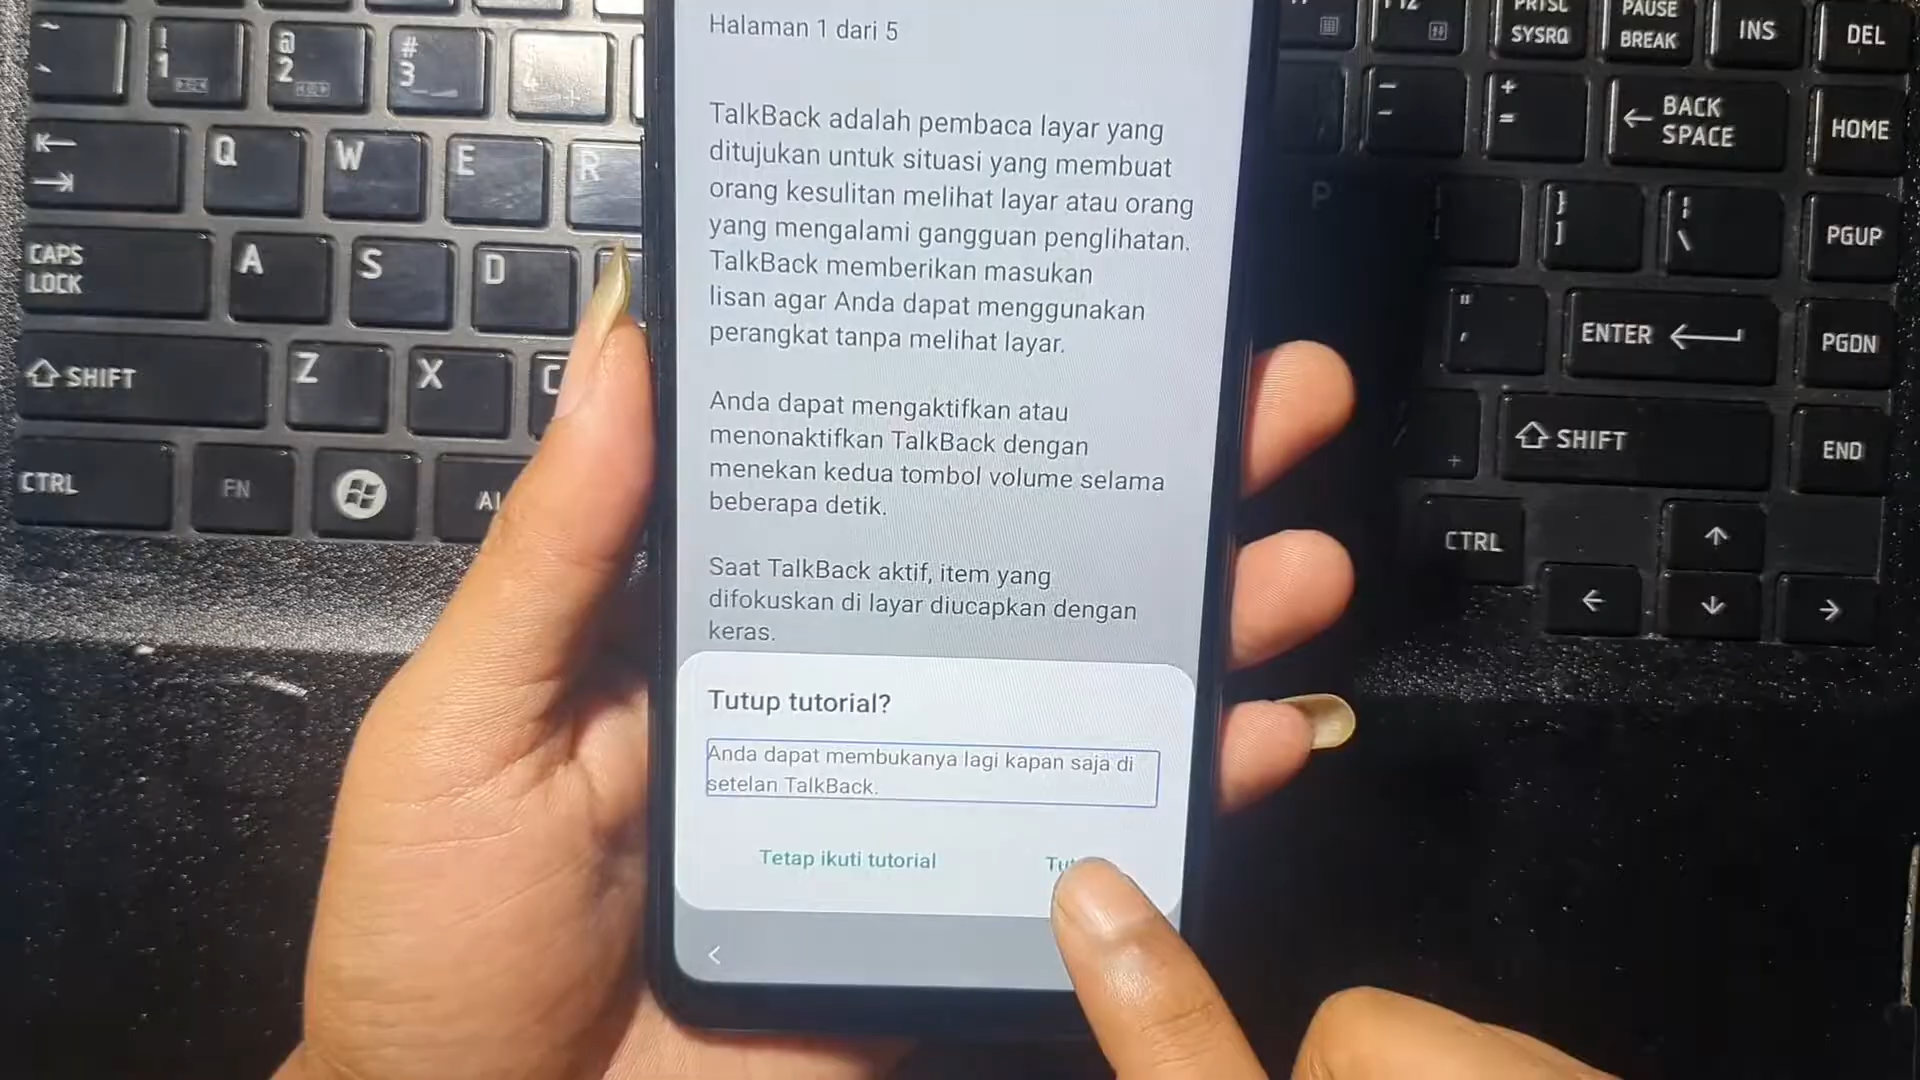 Halaman 1 dari 5
TalkBack adalah pembaca layar yang
ditujukan untuk situasi yang membuat
orang kesulitan melihat layar atau orang
yang mengalami gangguan penglihatan.
TalkBack memberikan masukan
lisan agar Anda dapat menggunakan
perangkat tanpa melihat layar.
Anda dapat mengaktifkan atau
menonaktifkan TalkBack dengan
menekan kedua tombol volume selama
beberapa detik.
Saat TalkBack aktif, item yang
difokuskan di layar diucapkan dengan
keras.
Tutup tutorial?
Anda dapat membukanya lagi kapan saja di
setelan TalkBack.
Tetap ikuti tutorial
~
! 1
@ 2
# 3
Q W E R
CAPS LOCK
A S D
SHIFT
Z X C
CTRL
FN
PRTSC
SYSRQ
PAUSE
BREAK
INS
DEL
- + =
BACK
SPACE
HOME
P
} ]
\
PGUP
ENTER
PGDN
SHIFT
END
CTRL